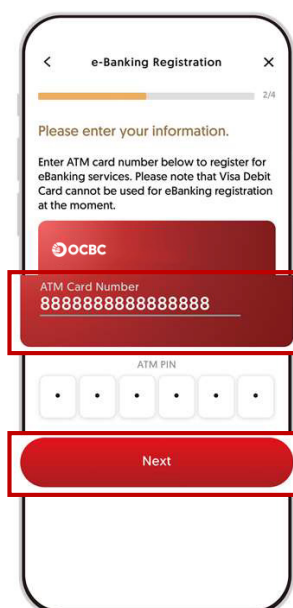 e-Banking Registration
2/4
Please enter your information.
Enter ATM card number below to register for
eBanking services. Please note that Visa Debit
Card cannot be used for eBanking registration
at the moment.
OCBC
ATM Card Number
8888888888888888
ATM PIN
Next